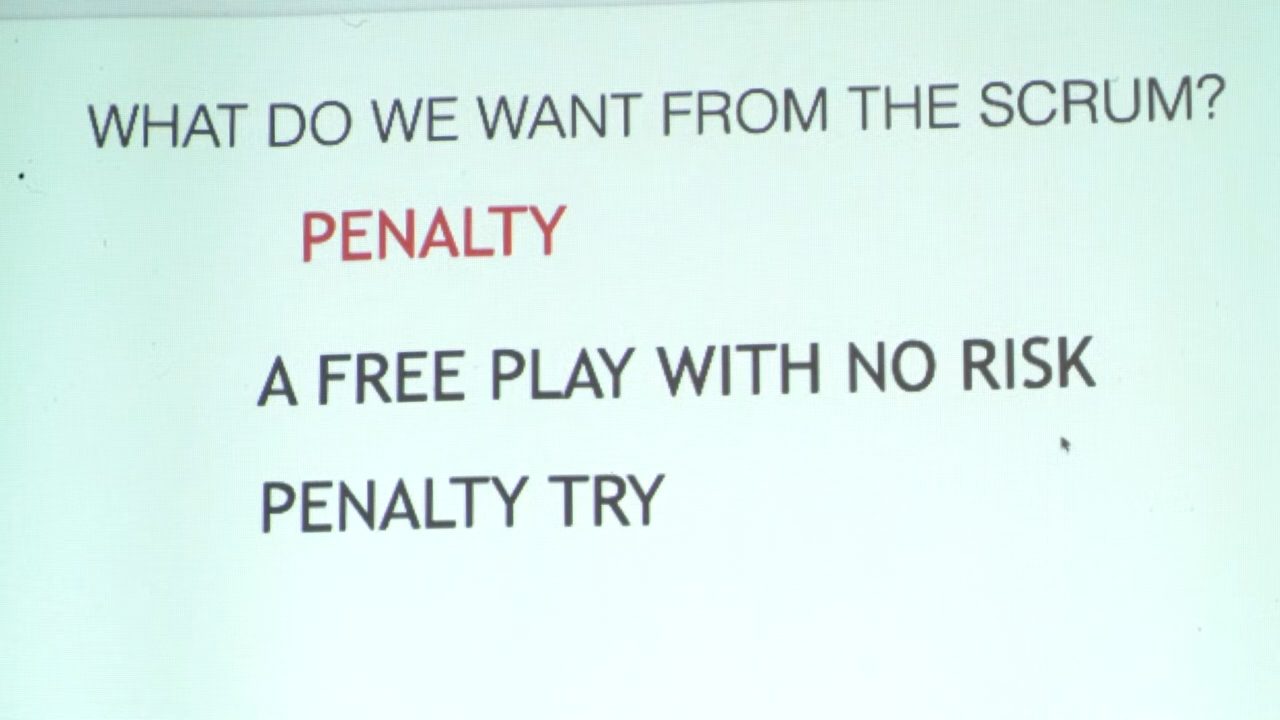 WHAT DO WE WANT FROM THE SCRUM?
PENALTY
A FREE PLAY WITH NO RISK
PENALTY TRY